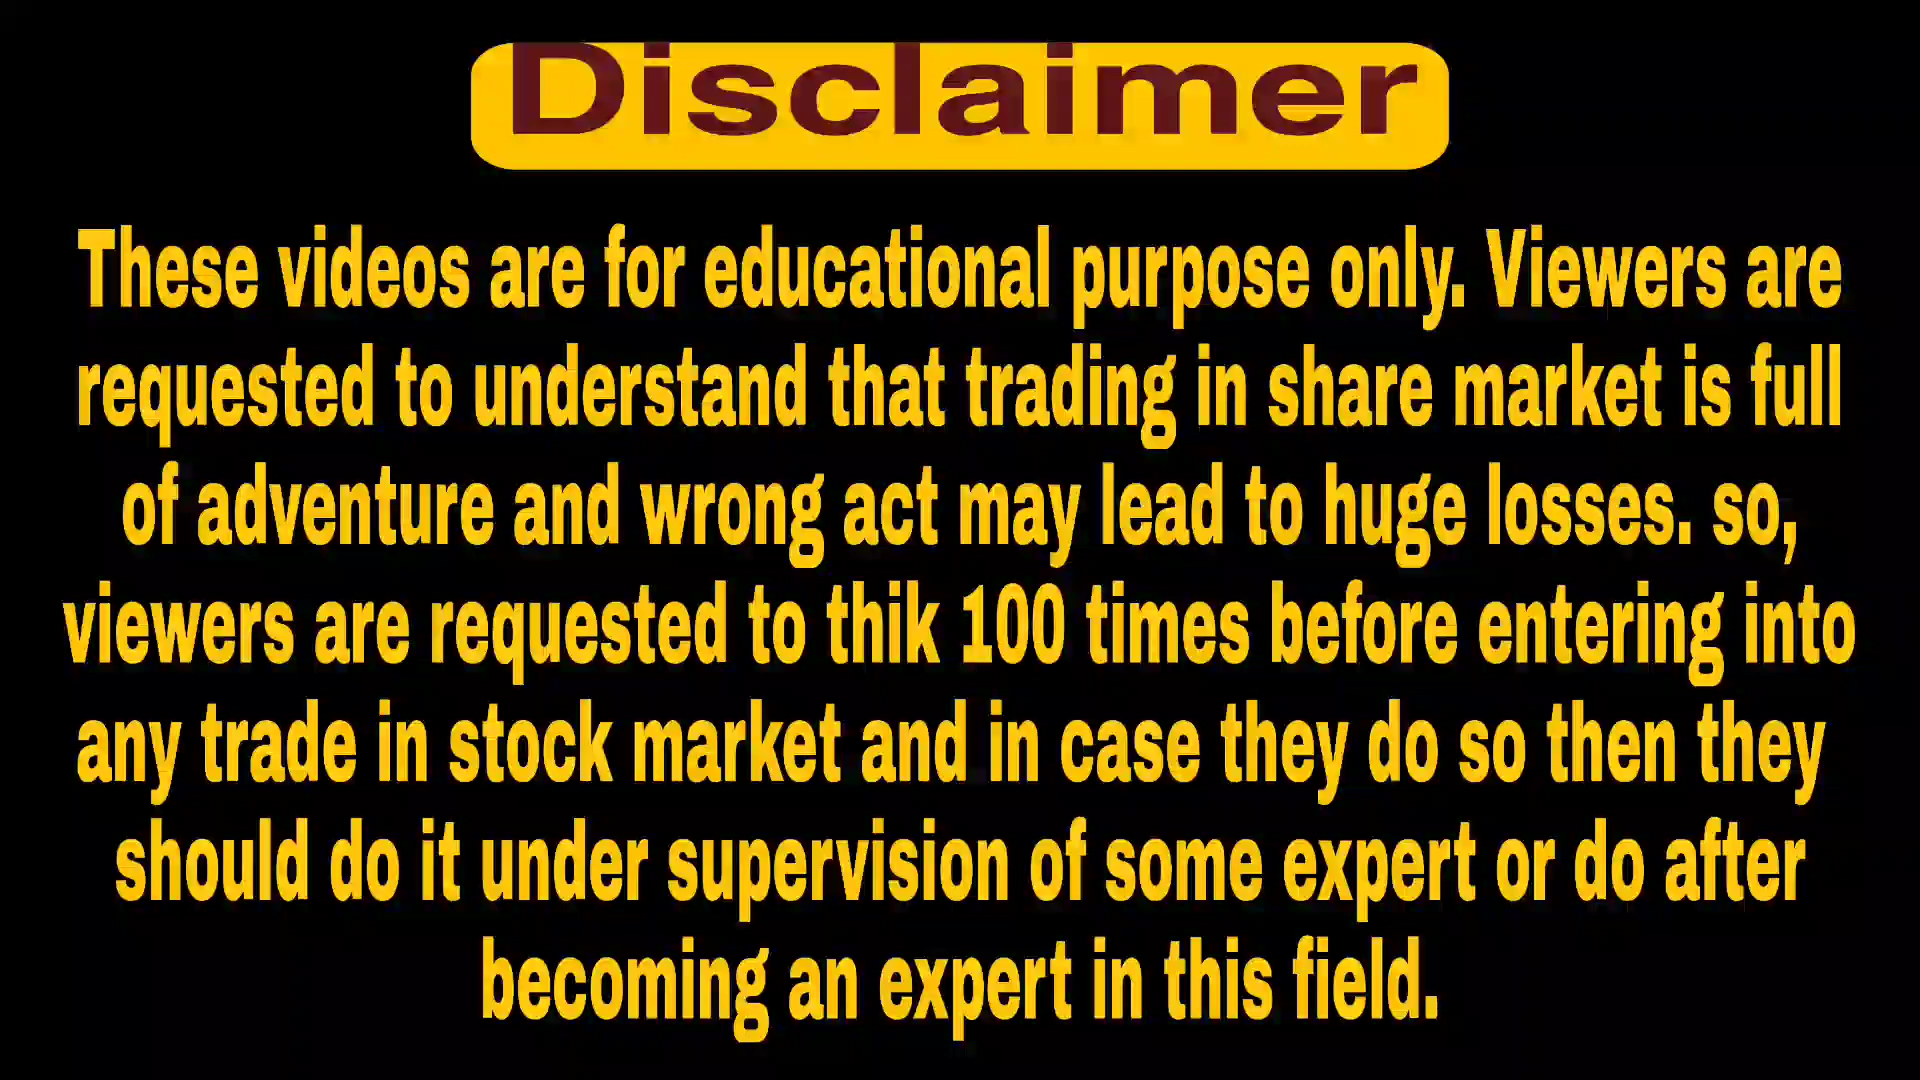 Disclaimer
These videos are for educational purpose only. Viewers are
requested to understand that trading in share market is full
of adventure and wrong act may lead to huge losses. so,
viewers are requested to thik 100 times before entering into
any trade in stock market and in case they do so then they
should do it under supervision of some expert or do after
becoming an expert in this field.